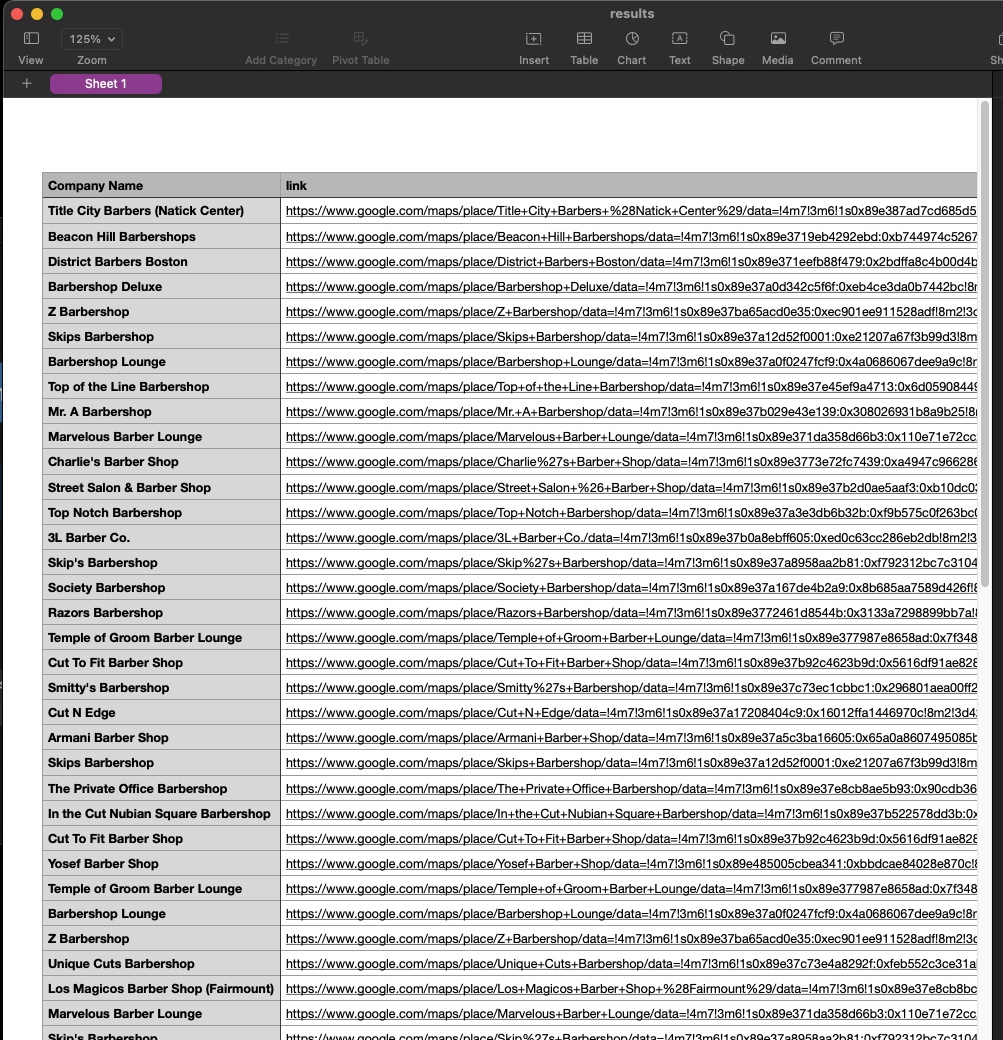 results
125%
View Zoom Add Category Pivot Table Insert Table Chart Text Shape Media Comment Sh
+ Sheet 1
Company Name link
Title City Barbers (Natick Center) https://www.google.com/maps/place/Title+City+Barbers+%28Natick+Center%29/data=!4m7!3m6!1s0x89e387ad7cd685d5
Beacon Hill Barbershops https://www.google.com/maps/place/Beacon+Hill+Barbershops/data=!4m7!3m6!1s0x89e3719eb4292ebd:0xb744974c5267
District Barbers Boston https://www.google.com/maps/place/District+Barbers+Boston/data=!4m7!3m6!1s0x89e371eefb88f479:0x2bdffa8c4b00d4b
Barbershop Deluxe https://www.google.com/maps/place/Barbershop+Deluxe/data=!4m7!3m6!1s0x89e37a0d342c5f6f:0xeb4ce3da0b7442bc!8m
Z Barbershop https://www.google.com/maps/place/Z+Barbershop/data=!4m7!3m6!1s0x89e37ba65acd0e35:0xec901ee911528adf!8m2!3d
Skips Barbershop https://www.google.com/maps/place/Skips+Barbershop/data=!4m7!3m6!1s0x89e37a12d52f0001:0xe21207a67f3b99d3!8m
Barbershop Lounge https://www.google.com/maps/place/Barbershop+Lounge/data=!4m7!3m6!1s0x89e37a0f0247fcf9:0x4a0686067dee9a9c!8m
Top of the Line Barbershop https://www.google.com/maps/place/Top+of+the+Line+Barbershop/data=!4m7!3m6!1s0x89e37e45ef9a4713:0x6d05908449
Mr. A Barbershop https://www.google.com/maps/place/Mr.+A+Barbershop/data=!4m7!3m6!1s0x89e37b029e43e139:0x308026931b8a9b25!8m
Marvelous Barber Lounge https://www.google.com/maps/place/Marvelous+Barber+Lounge/data=!4m7!3m6!1s0x89e371da358d66b3:0x110e71e72cc
Charlie's Barber Shop https://www.google.com/maps/place/Charlie%27s+Barber+Shop/data=!4m7!3m6!1s0x89e3773e72fc7439:0xa4947c966286
Street Salon & Barber Shop https://www.google.com/maps/place/Street+Salon+%26+Barber+Shop/data=!4m7!3m6!1s0x89e37b2d0ae5aaf3:0xb10dc03
Top Notch Barbershop https://www.google.com/maps/place/Top+Notch+Barbershop/data=!4m7!3m6!1s0x89e37a3e3db6b32b:0xf9b575c0f263bc0
3L Barber Co. https://www.google.com/maps/place/3L+Barber+Co./data=!4m7!3m6!1s0x89e37b0a8ebff605:0xed0c63cc286eb2db!8m2!3
Skip's Barbershop https://www.google.com/maps/place/Skip%27s+Barbershop/data=!4m7!3m6!1s0x89e37a8958aa2b81:0xf792312bc7c3104
Society Barbershop https://www.google.com/maps/place/Society+Barbershop/data=!4m7!3m6!1s0x89e37a167de4b2a9:0x8b685aa7589d426f!8
Razors Barbershop https://www.google.com/maps/place/Razors+Barbershop/data=!4m7!3m6!1s0x89e3772461d8544b:0x3133a7298899bb7a!
Temple of Groom Barber Lounge https://www.google.com/maps/place/Temple+of+Groom+Barber+Lounge/data=!4m7!3m6!1s0x89e377987e8658ad:0x7f348
Cut To Fit Barber Shop https://www.google.com/maps/place/Cut+To+Fit+Barber+Shop/data=!4m7!3m6!1s0x89e37b92c4623b9d:0x5616df91ae828
Smitty's Barbershop https://www.google.com/maps/place/Smitty%27s+Barbershop/data=!4m7!3m6!1s0x89e37c73ec1cbbc1:0x296801aea00ff2
Cut N Edge https://www.google.com/maps/place/Cut+N+Edge/data=!4m7!3m6!1s0x89e37a17208404c9:0x16012ffa1446970c!8m2!3d4
Armani Barber Shop https://www.google.com/maps/place/Armani+Barber+Shop/data=!4m7!3m6!1s0x89e37a5c3ba16605:0x65a0a8607495085b
Skips Barbershop https://www.google.com/maps/place/Skips+Barbershop/data=!4m7!3m6!1s0x89e37a12d52f0001:0xe21207a67f3b99d3!8m
The Private Office Barbershop https://www.google.com/maps/place/The+Private+Office+Barbershop/data=!4m7!3m6!1s0x89e37e8cb8ae5b93:0x90cdb36
In the Cut Nubian Square Barbershop https://www.google.com/maps/place/In+the+Cut+Nubian+Square+Barbershop/data=!4m7!3m6!1s0x89e37b522578dd3b:0x
Cut To Fit Barber Shop https://www.google.com/maps/place/Cut+To+Fit+Barber+Shop/data=!4m7!3m6!1s0x89e37b92c4623b9d:0x5616df91ae828
Yosef Barber Shop https://www.google.com/maps/place/Yosef+Barber+Shop/data=!4m7!3m6!1s0x89e485005cbea341:0xbbdcae84028e870c!8
Temple of Groom Barber Lounge https://www.google.com/maps/place/Temple+of+Groom+Barber+Lounge/data=!4m7!3m6!1s0x89e377987e8658ad:0x7f348
Barbershop Lounge https://www.google.com/maps/place/Barbershop+Lounge/data=!4m7!3m6!1s0x89e37a0f0247fcf9:0x4a0686067dee9a9c!8m
Z Barbershop https://www.google.com/maps/place/Z+Barbershop/data=!4m7!3m6!1s0x89e37ba65acd0e35:0xec901ee911528adf!8m2!3d
Unique Cuts Barbershop https://www.google.com/maps/place/Unique+Cuts+Barbershop/data=!4m7!3m6!1s0x89e37c73e4a8292f:0xfeb552c3ce31a
Los Magicos Barber Shop (Fairmount) https://www.google.com/maps/place/Los+Magicos+Barber+Shop+%28Fairmount%29/data=!4m7!3m6!1s0x89e37e8cb8bc
Marvelous Barber Lounge https://www.google.com/maps/place/Marvelous+Barber+Lounge/data=!4m7!3m6!1s0x89e371da358d66b3:0x110e71e72cc
Skip's Barbershop https://www.google.com/maps/place/Skip%27s+Barbershop/data=!4m7!3m6!1s0x89e37a8958aa2b81:0xf792312bc7c3104